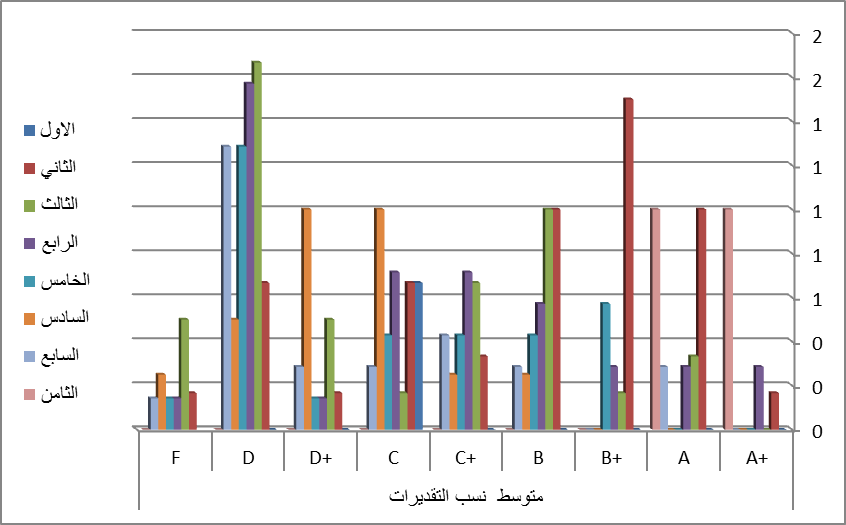 الاول
الثاني
الثالث
الرابع
الخامس
السادس
السابع
الثامن
2
2
1
1
1
1
1
0
0
0
F D D+ C C+ B B+ A A+
متوسط نسب التقديرات